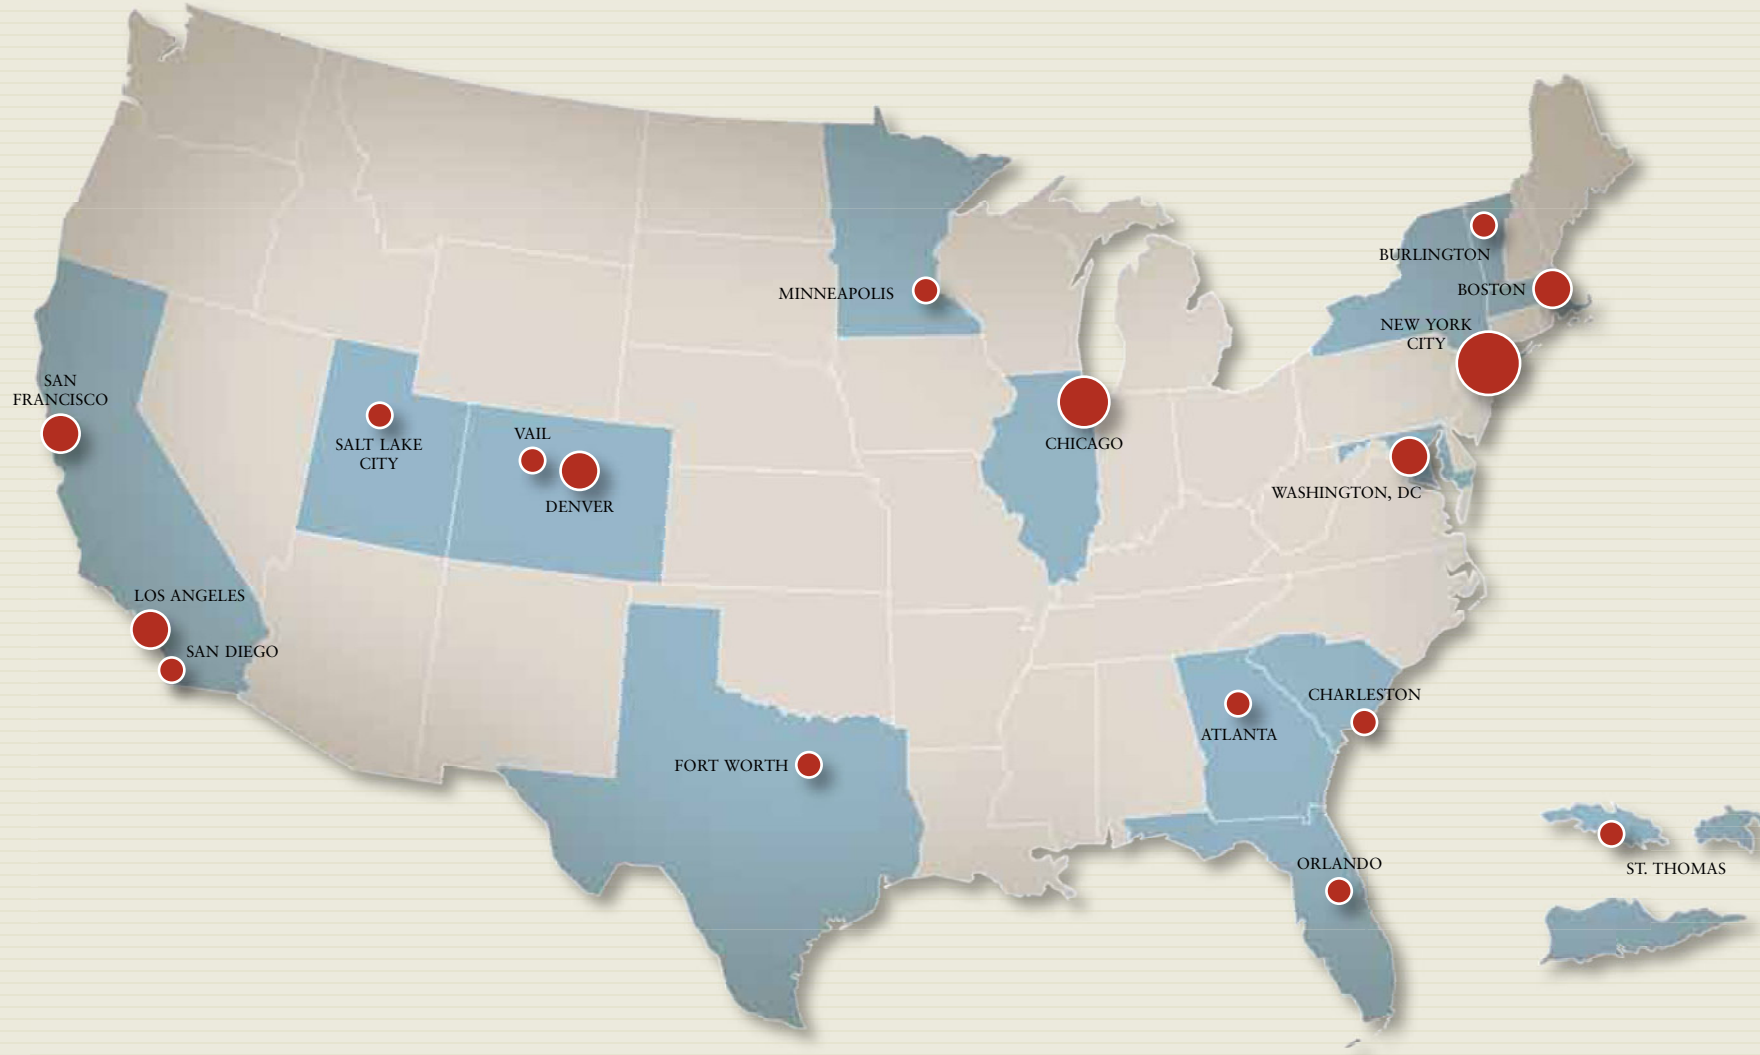 BURLINGTON
BOSTON
MINNEAPOLIS
NEW YORK
CITY
SAN
FRANCISCO
VAIL
SALT LAKE
CITY
CHICAGO
DENVER
WASHINGTON, DC
LOS ANGELES
SAN DIEGO
CHARLESTON
ATLANTA
FORT WORTH
ORLANDO
ST. THOMAS